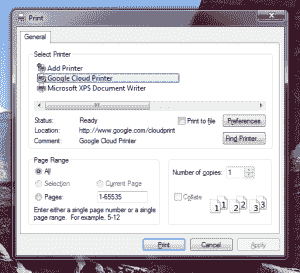 Print
General
Select Printer
Add Printer
Google Cloud Printer
Microsoft XPS Document Writer
Status: Ready
Print to file
Preferences
Location: http://www.google.com/cloudprint
Comment: Google Cloud Printer
Find Printer...
Page Range
All
Selection
Current Page
Pages: 1-65535
Enter either a single page number or a single
page range. For example, 5-12
Number of copies: 1
Collate
1 1 2 2 3 3
Print
Cancel
Apply